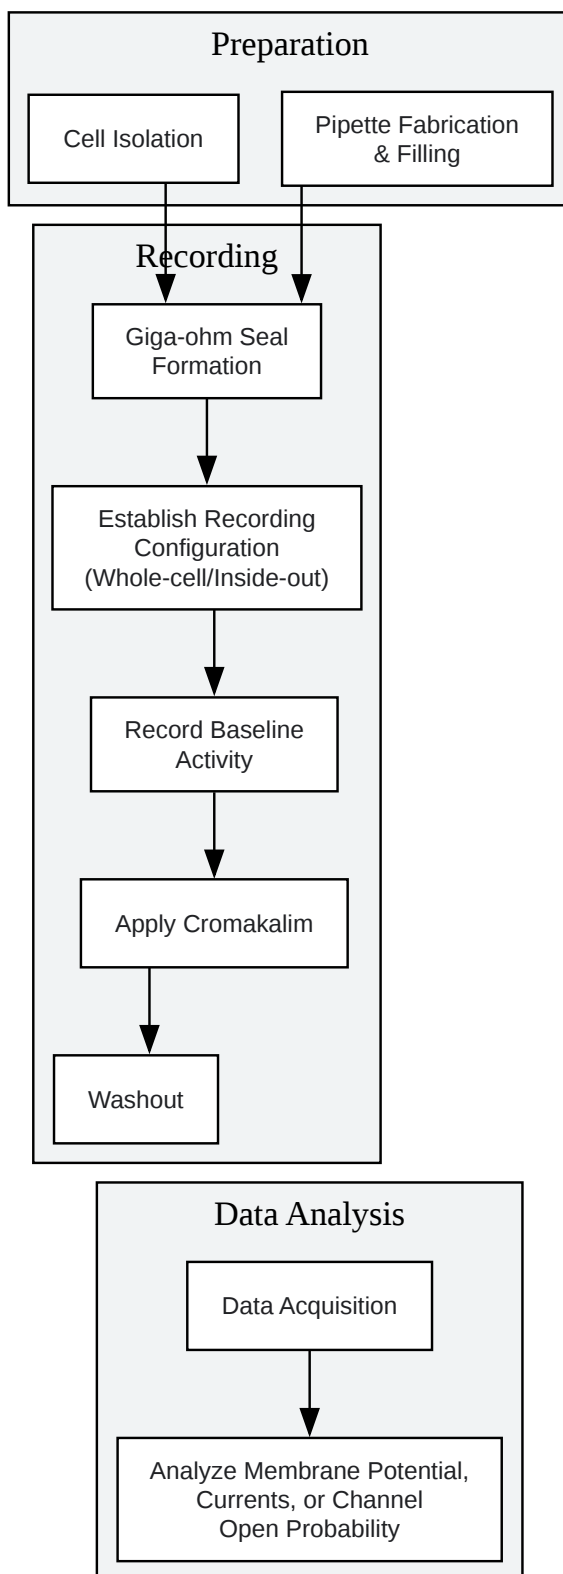 Preparation
Cell Isolation
Pipette Fabrication
& Filling
Recording
Giga-ohm Seal
Formation
Establish Recording
Configuration
(Whole-cell/Inside-out)
Record Baseline
Activity
Apply Cromakalim
Washout
Data Analysis
Data Acquisition
Analyze Membrane Potential,
Currents, or Channel
Open Probability